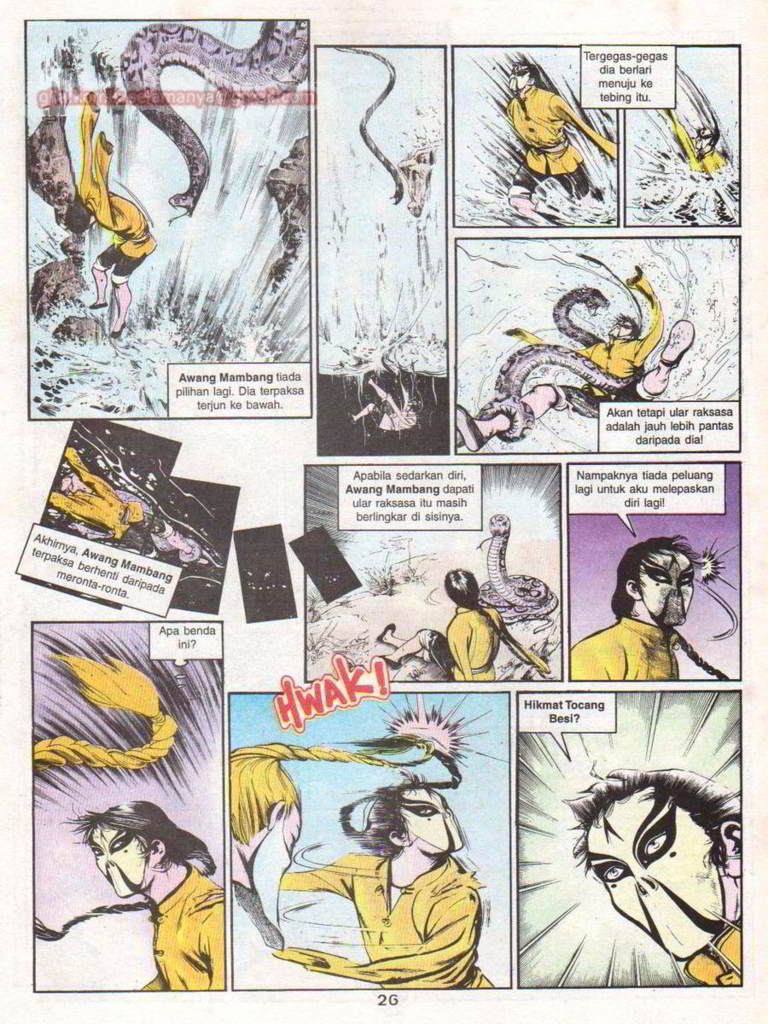 Awang Mambang tiada
pilihan lagi. Dia terpaksa
terjun ke bawah.
Tergegas-gegas
dia berlari
menuju ke
tebing itu.
Akan tetapi ular raksasa
adalah jauh lebih pantas
daripada dia!
Akhirnya, Awang Mambang
terpaksa berhenti daripada
meronta-ronta.
Apabila sedarkan diri,
Awang Mambang dapati
ular raksasa itu masih
berlingkar di sisinya.
Nampaknya tiada peluang
lagi untuk aku melepaskan
diri lagi!
Apa benda
ini?
HWAK!
Hikmat Tocang
Besi?
26